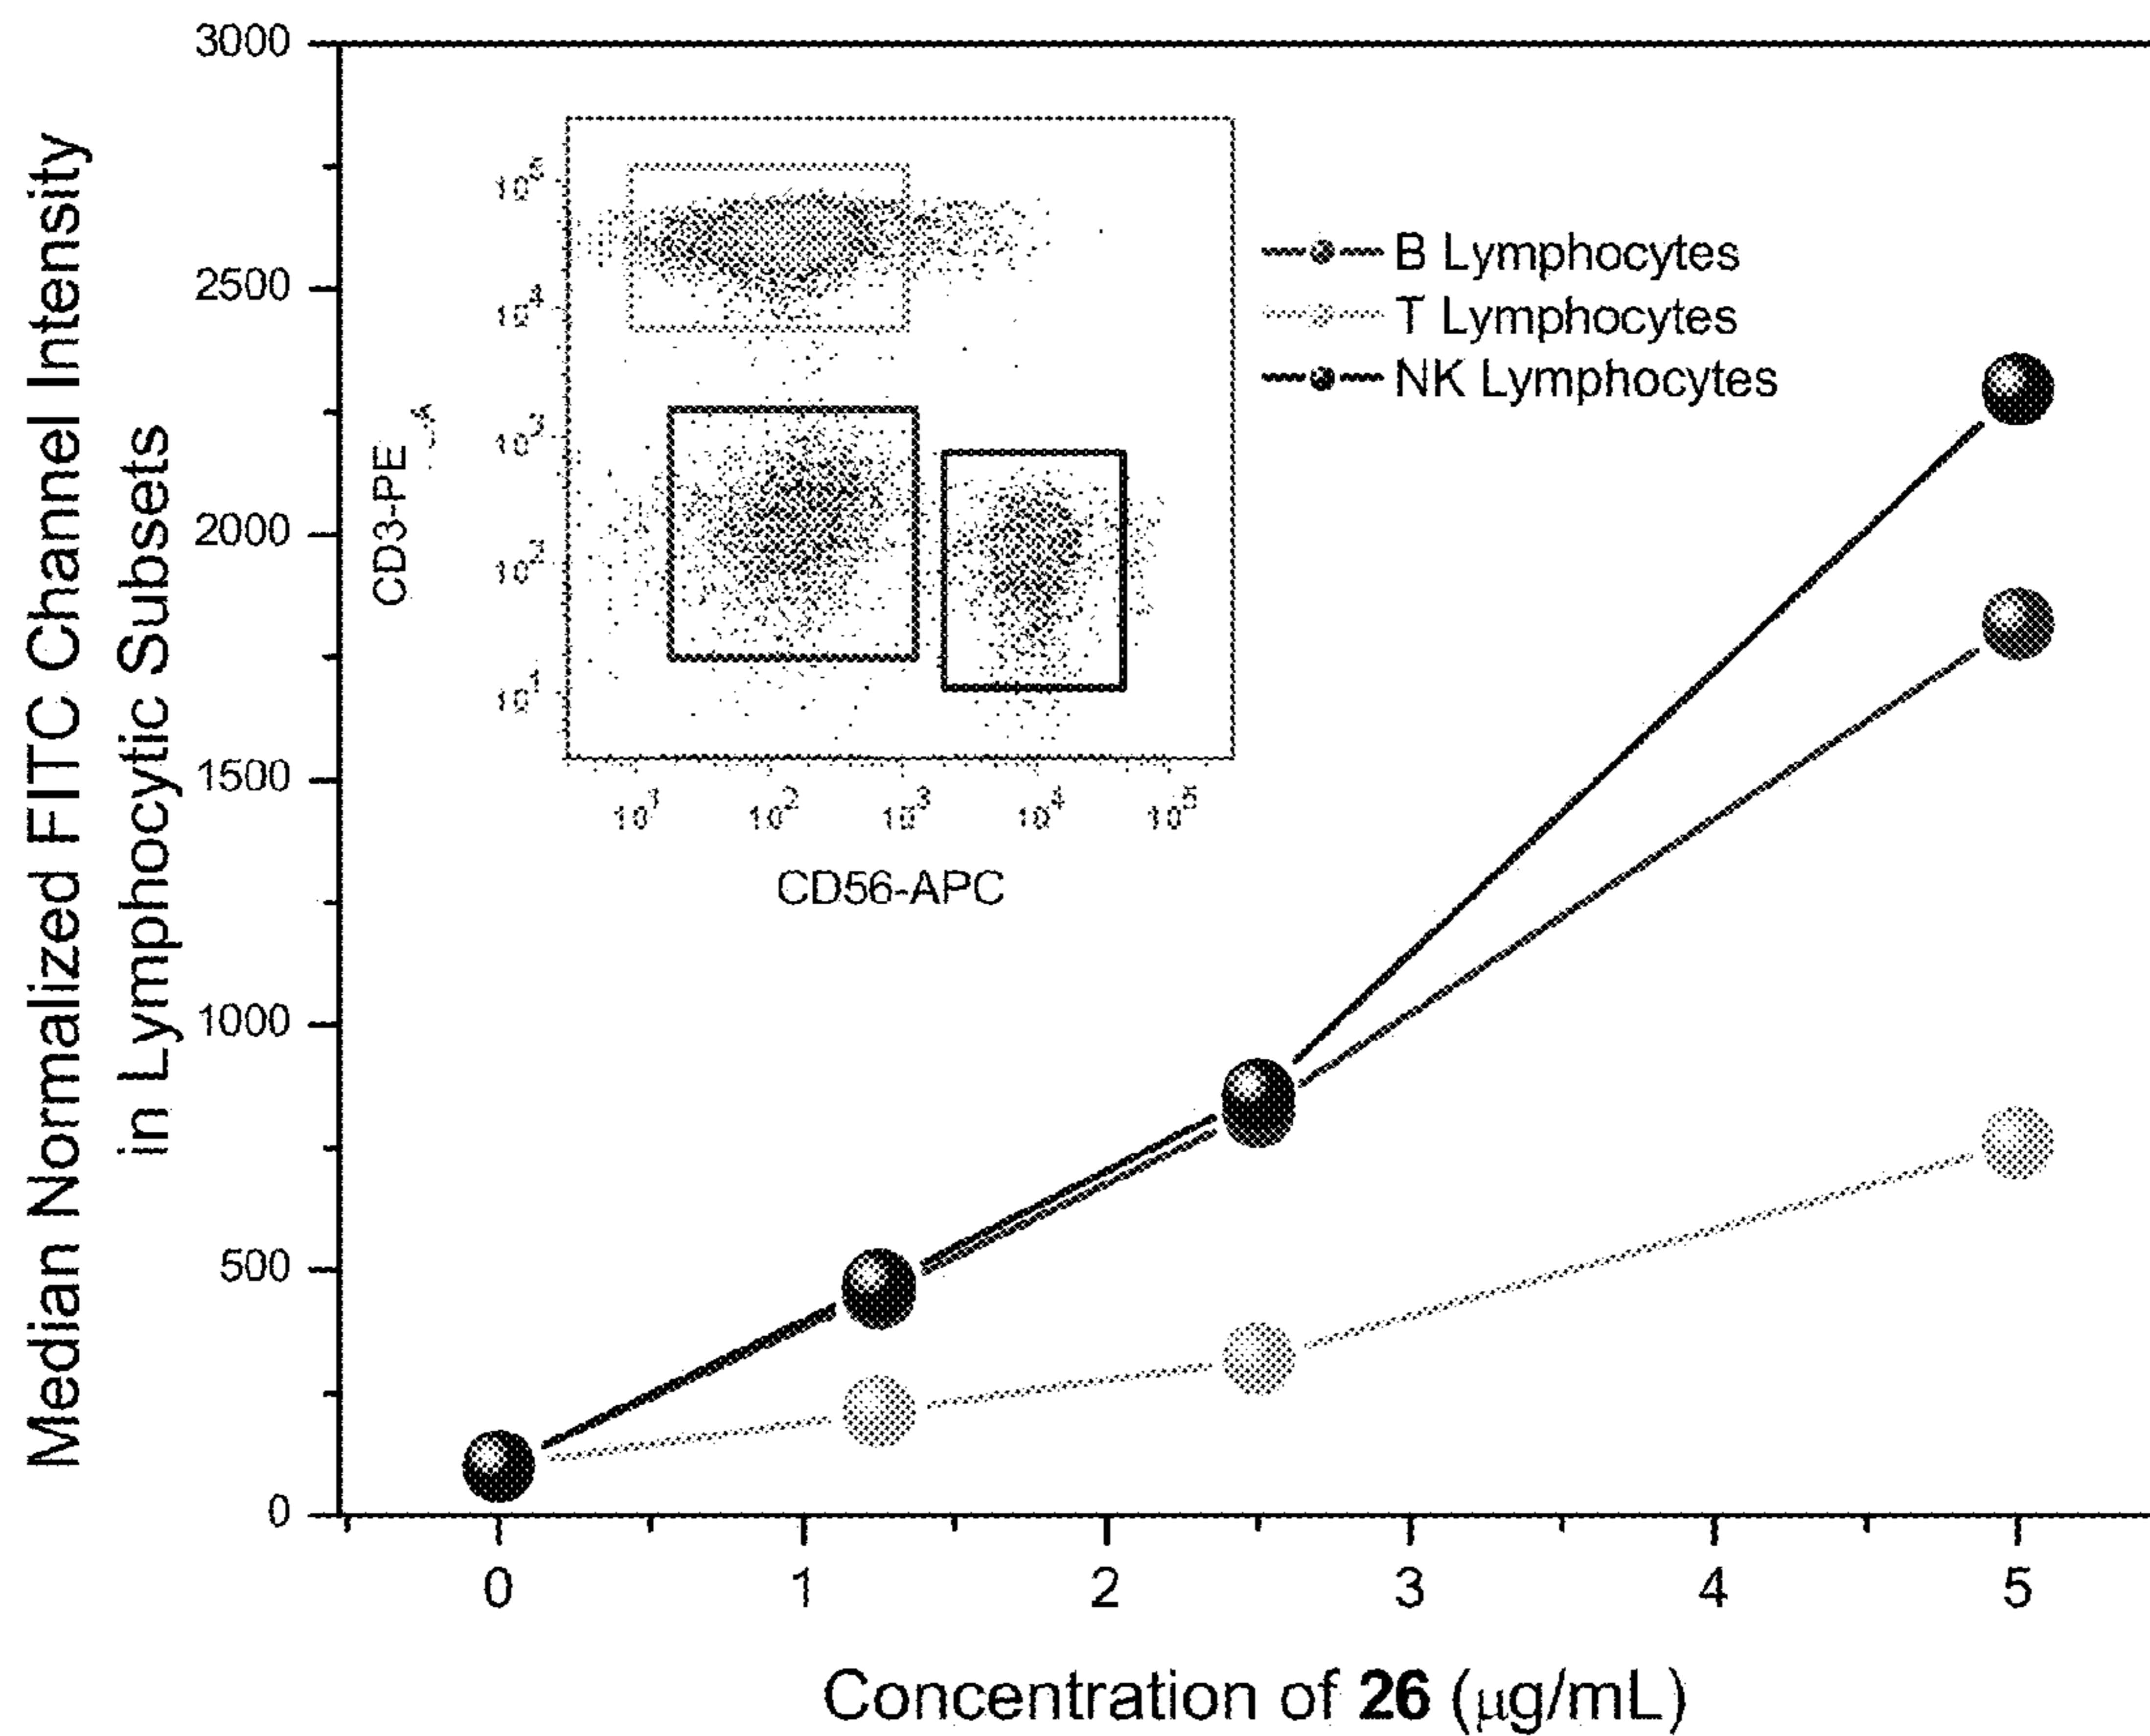 Median Normalized FITC Channel Intensity
in Lymphocytic Subsets
3000
2500
2000
1500
1000
500
0
CD3-PE
-A
10⁵
10⁴
10³
10²
10¹
10¹
10²
10³
10⁴
10⁵
CD56-APC
B Lymphocytes
T Lymphocytes
NK Lymphocytes
0 1 2 3 4 5
Concentration of 26 (µg/mL)